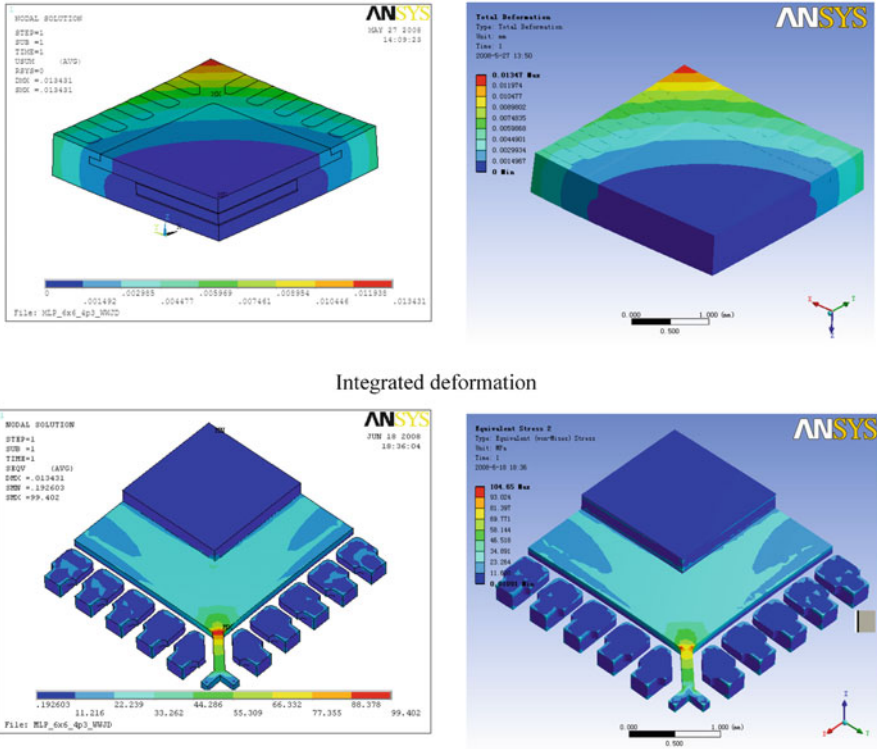 1
NODAL SOLUTION
STEP=1
SUB =1
TIME=1
USUM (AVG)
RSYS=0
DMX =.013431
SMX =.013431
ANSYS
MAY 27 2008
14:09:23
MX
0
.001492
.002985
.004477
.005969
.007461
.008954
.010446
.011938
.013431
File: MLP_6x6_4p3_WWJD
Total Deformation
Type: Total Deformation
Unit: mm
Time: 1
2008-5-27 13:50
ANSYS
0.01347 Max
0.011974
0.010477
0.0089802
0.0074835
0.0059868
0.0044901
0.0029934
0.0014967
0 Min
0.000
1.000 (mm)
0.500
X
Y
Z
Integrated deformation
1
NODAL SOLUTION
STEP=1
SUB =1
TIME=1
SEQV (AVG)
DMX =.013431
SMN =.192603
SMX =99.402
ANSYS
JUN 18 2008
18:36:04
MX
.192603
11.216
22.239
33.262
44.286
55.309
66.332
77.355
88.378
99.402
File: MLP_6x6_4p3_WWJD
Equivalent Stress 2
Type: Equivalent (von-Mises) Stress
Unit: MPa
Time: 1
2008-6-18 18:36
ANSYS
104.65 Max
93.024
81.397
69.771
58.144
46.518
34.891
23.264
Min
0.000
1.000 (mm)
0.500
Z
X
Y